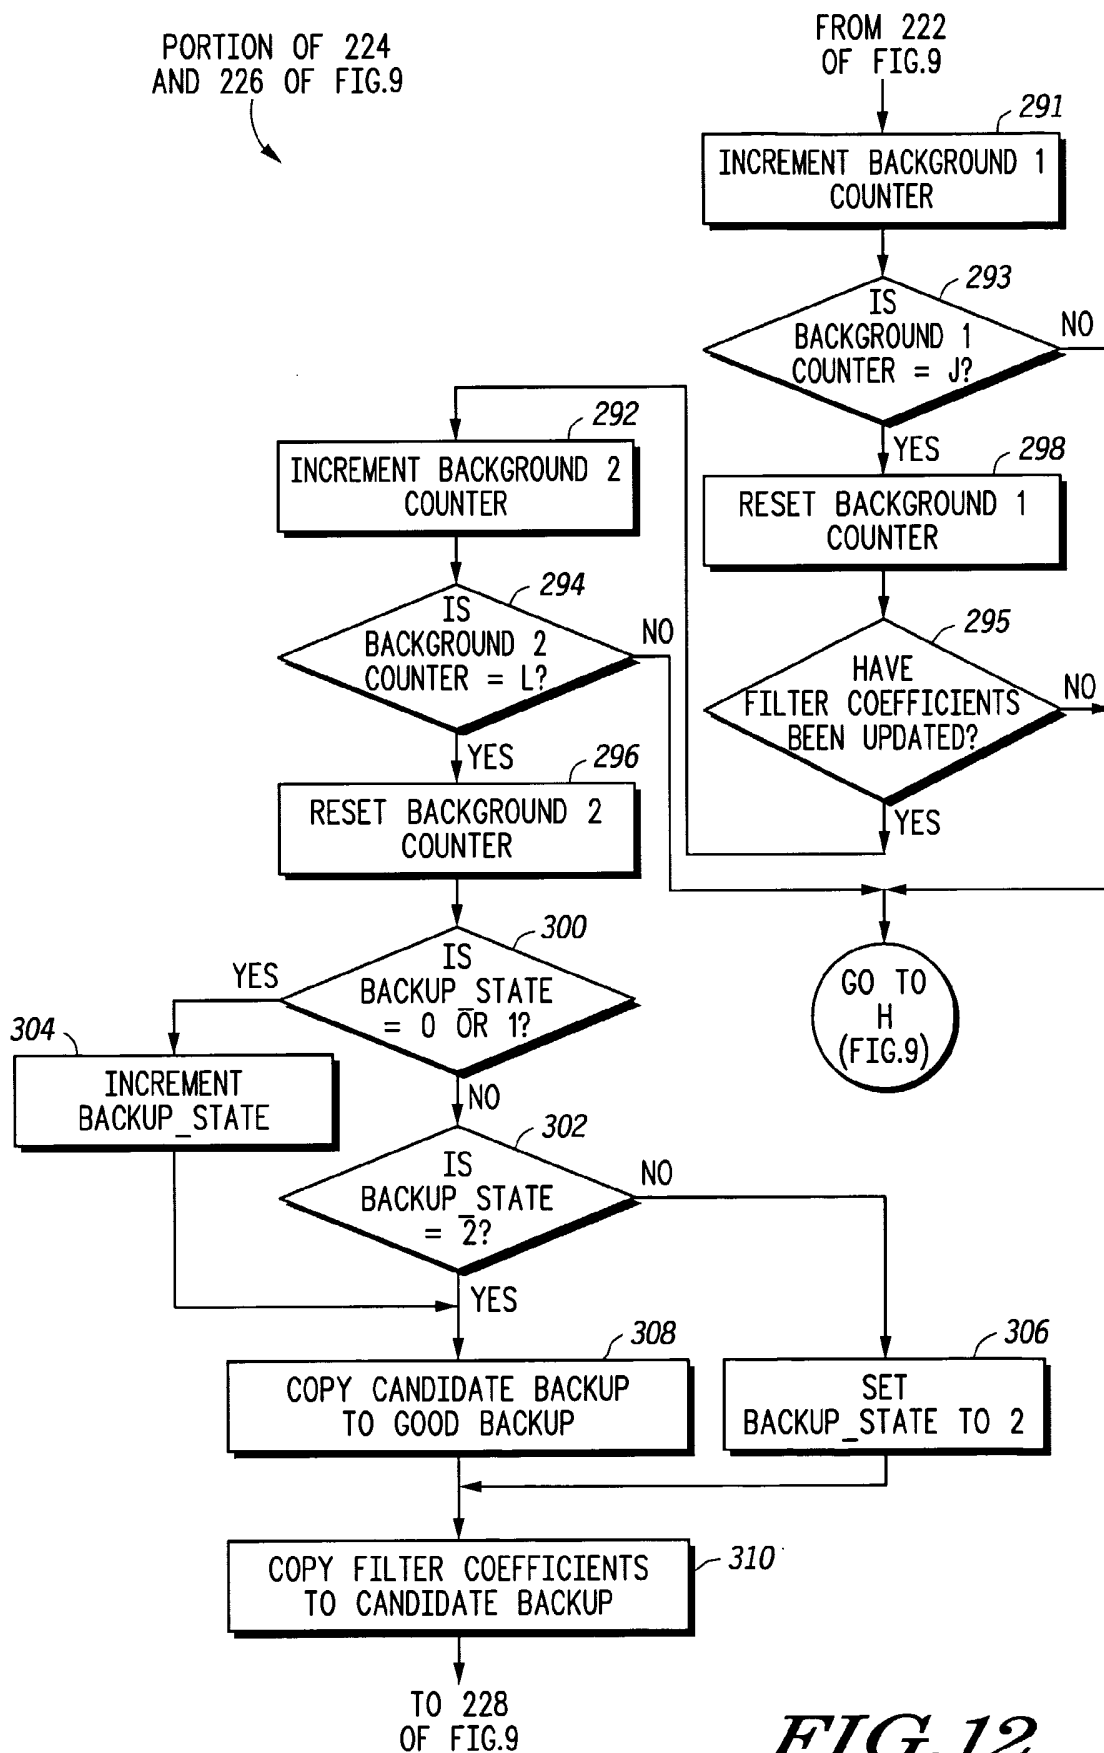 PORTION OF 224
AND 226 OF FIG.9
FROM 222
OF FIG.9
291
INCREMENT BACKGROUND 1
COUNTER
293
IS
BACKGROUND 1
COUNTER = J?
NO
YES
298
RESET BACKGROUND 1
COUNTER
295
HAVE
FILTER COEFFICIENTS
BEEN UPDATED?
NO
YES
292
INCREMENT BACKGROUND 2
COUNTER
294
IS
BACKGROUND 2
COUNTER = L?
NO
YES
296
RESET BACKGROUND 2
COUNTER
300
IS
BACKUP_STATE
= 0 OR 1?
YES
NO
GO TO
H
(FIG.9)
304
INCREMENT
BACKUP_STATE
302
IS
BACKUP_STATE
= 2?
NO
YES
308
COPY CANDIDATE BACKUP
TO GOOD BACKUP
306
SET
BACKUP_STATE TO 2
310
COPY FILTER COEFFICIENTS
TO CANDIDATE BACKUP
TO 228
OF FIG.9
FIG.12